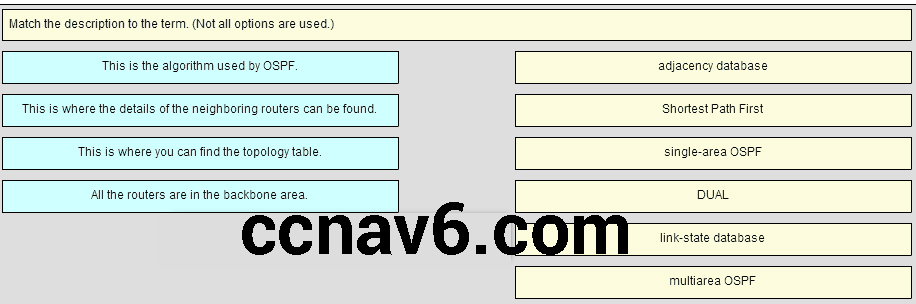 Match the description to the term. (Not all options are used.)
This is the algorithm used by OSPF.
adjacency database
This is where the details of the neighboring routers can be found.
Shortest Path First
This is where you can find the topology table.
single-area OSPF
All the routers are in the backbone area.
DUAL
ccnav6.com
link-state database
multiarea OSPF